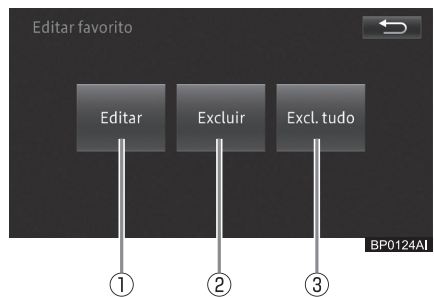 Editar favorito
Editar Excluir Excl. tudo
BP0124AI
① ② ③